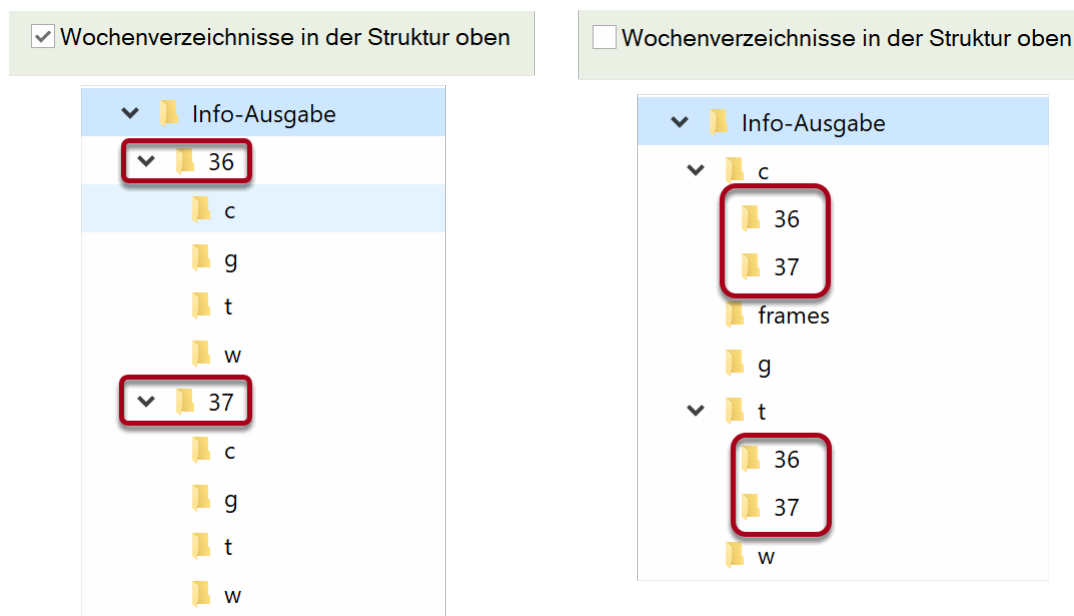 Wochenverzeichnisse in der Struktur oben
Info-Ausgabe
36
c
g
t
w
37
c
g
t
w
Wochenverzeichnisse in der Struktur oben
Info-Ausgabe
c
36
37
frames
g
t
36
37
w